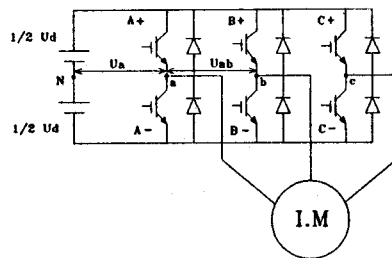 A+ B+ C+
1/2 Ud
N Ua Uab
a b c
1/2 Ud
A- B- C-
I.M